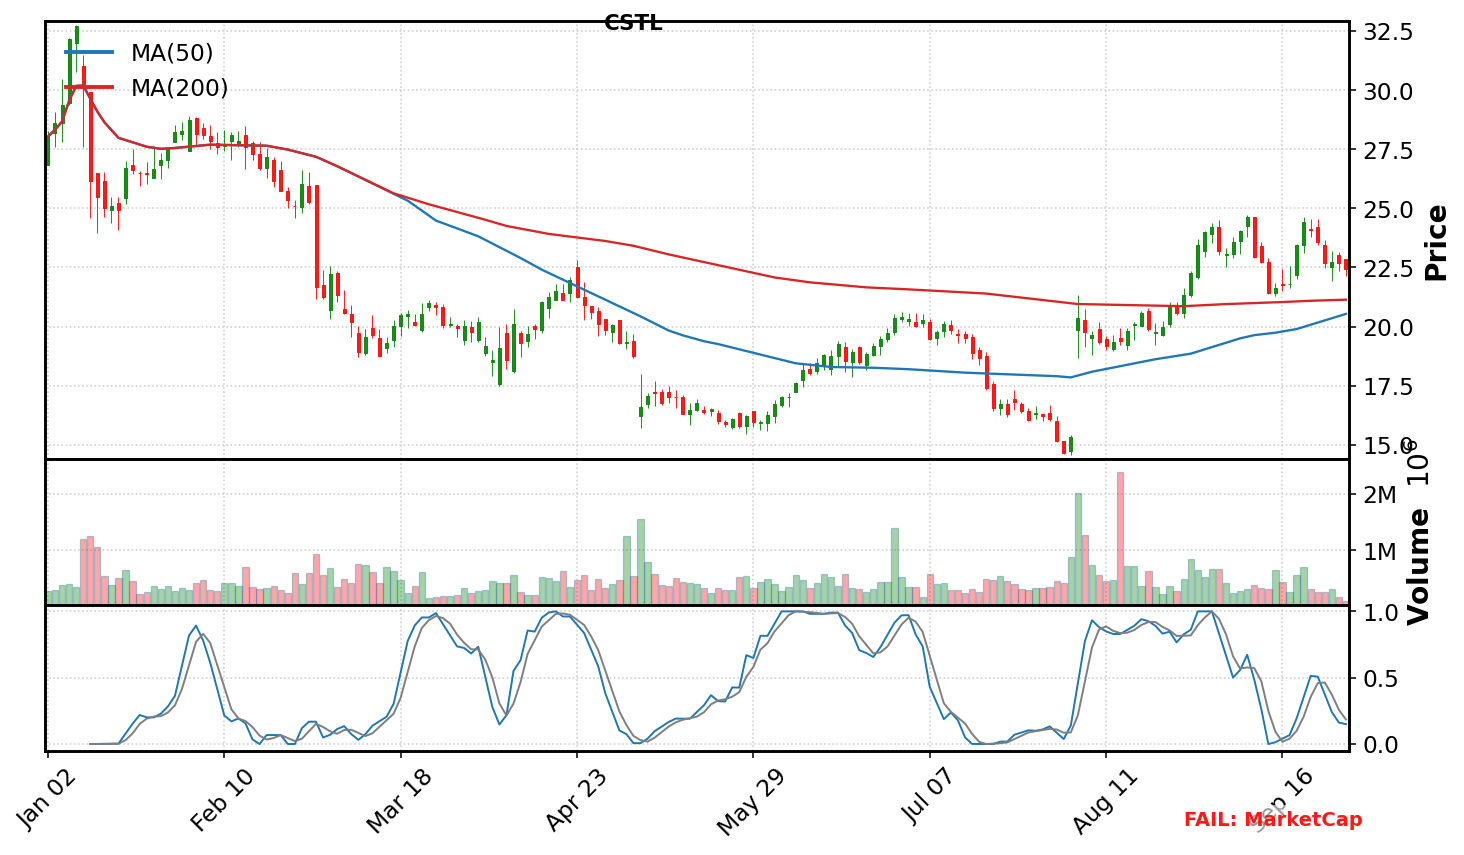 CSTL
MA(50)
MA(200)
32.5
30.0
27.5
25.0
22.5
20.0
17.5
15.0
Price
10⁶
2M
1M
Volume
1.0
0.5
0.0
Jan 02
Feb 10
Mar 18
Apr 23
May 29
Jul 07
Aug 11
Sep 16
FAIL: MarketCap